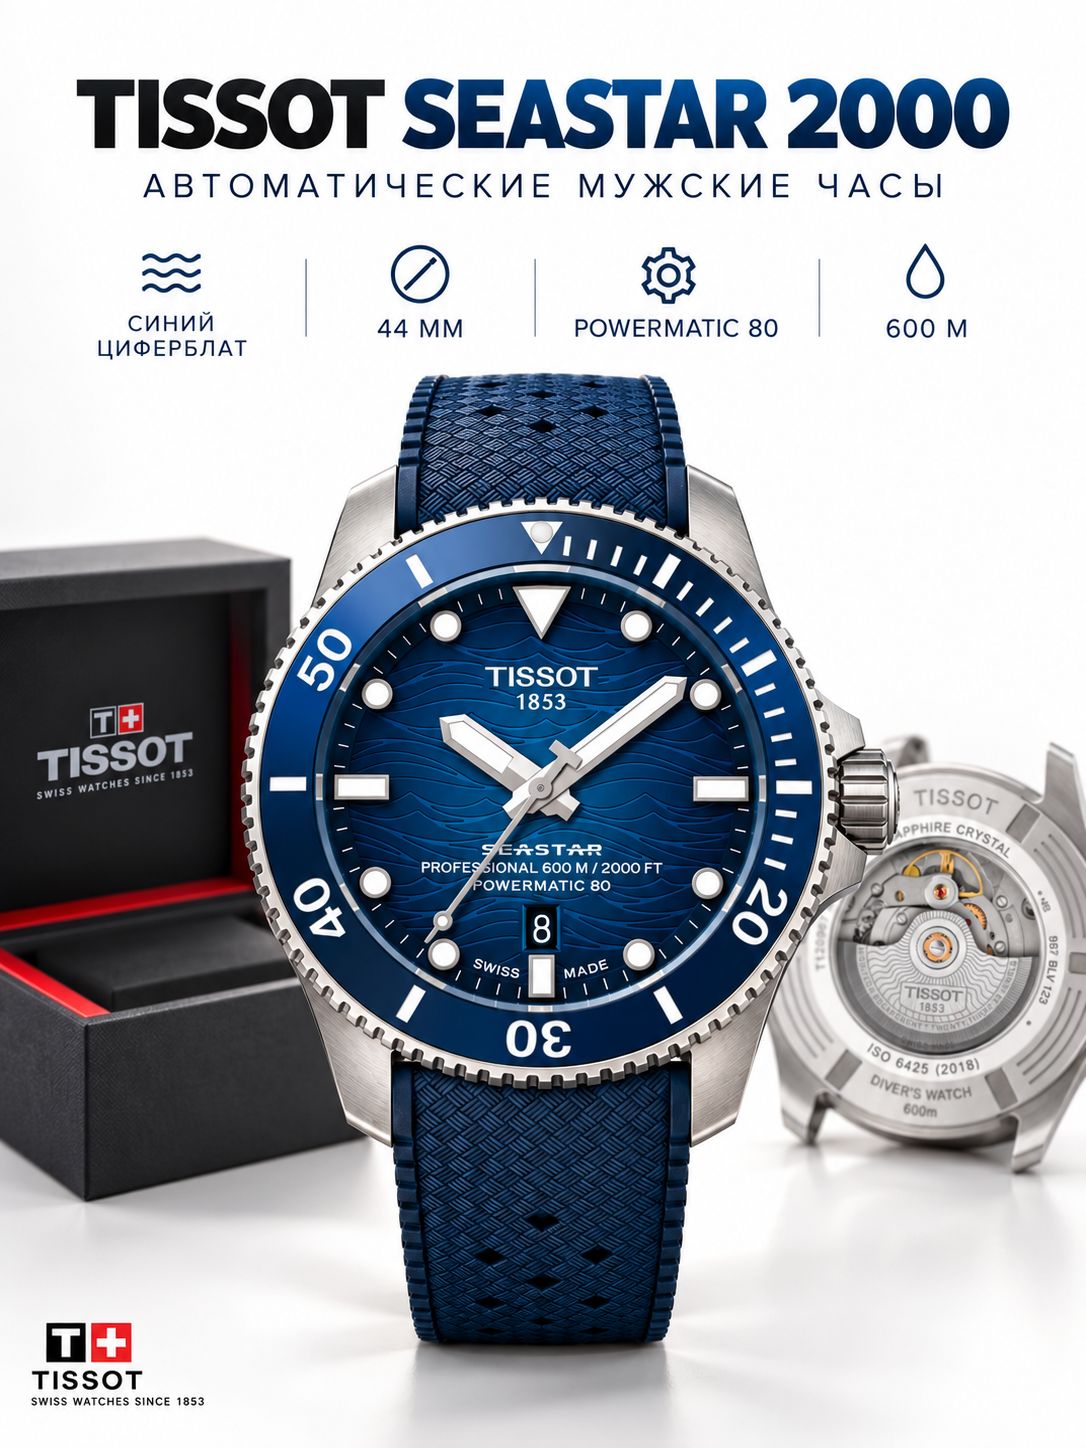 TISSOT SEASTAR 2000
АВТОМАТИЧЕСКИЕ МУЖСКИЕ ЧАСЫ
СИНИЙ
ЦИФЕРБЛАТ
44 ММ
POWERMATIC 80
600 М
50
40
30
20
TISSOT
1853
SEASTAR
PROFESSIONAL 600 M / 2000 FT
POWERMATIC 80
8
SWISS MADE
TISSOT
SWISS WATCHES SINCE 1853
TISSOT
SAPPHIRE CRYSTAL
TISSOT
1853
ISO 6425 (2018)
DIVER'S WATCH
600m
T+
TISSOT
SWISS WATCHES SINCE 1853